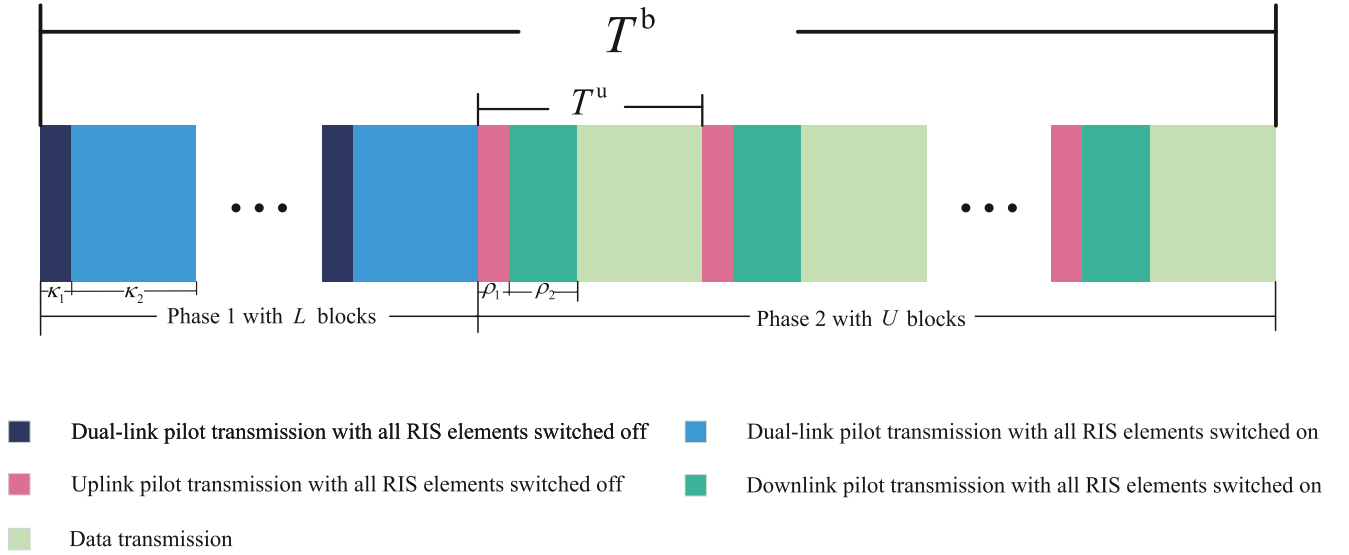 T^b
T^u
κ₁ κ₂ ρ₁ ρ₂
Phase 1 with L blocks Phase 2 with U blocks
Dual-link pilot transmission with all RIS elements switched off Dual-link pilot transmission with all RIS elements switched on
Uplink pilot transmission with all RIS elements switched off Downlink pilot transmission with all RIS elements switched on
Data transmission